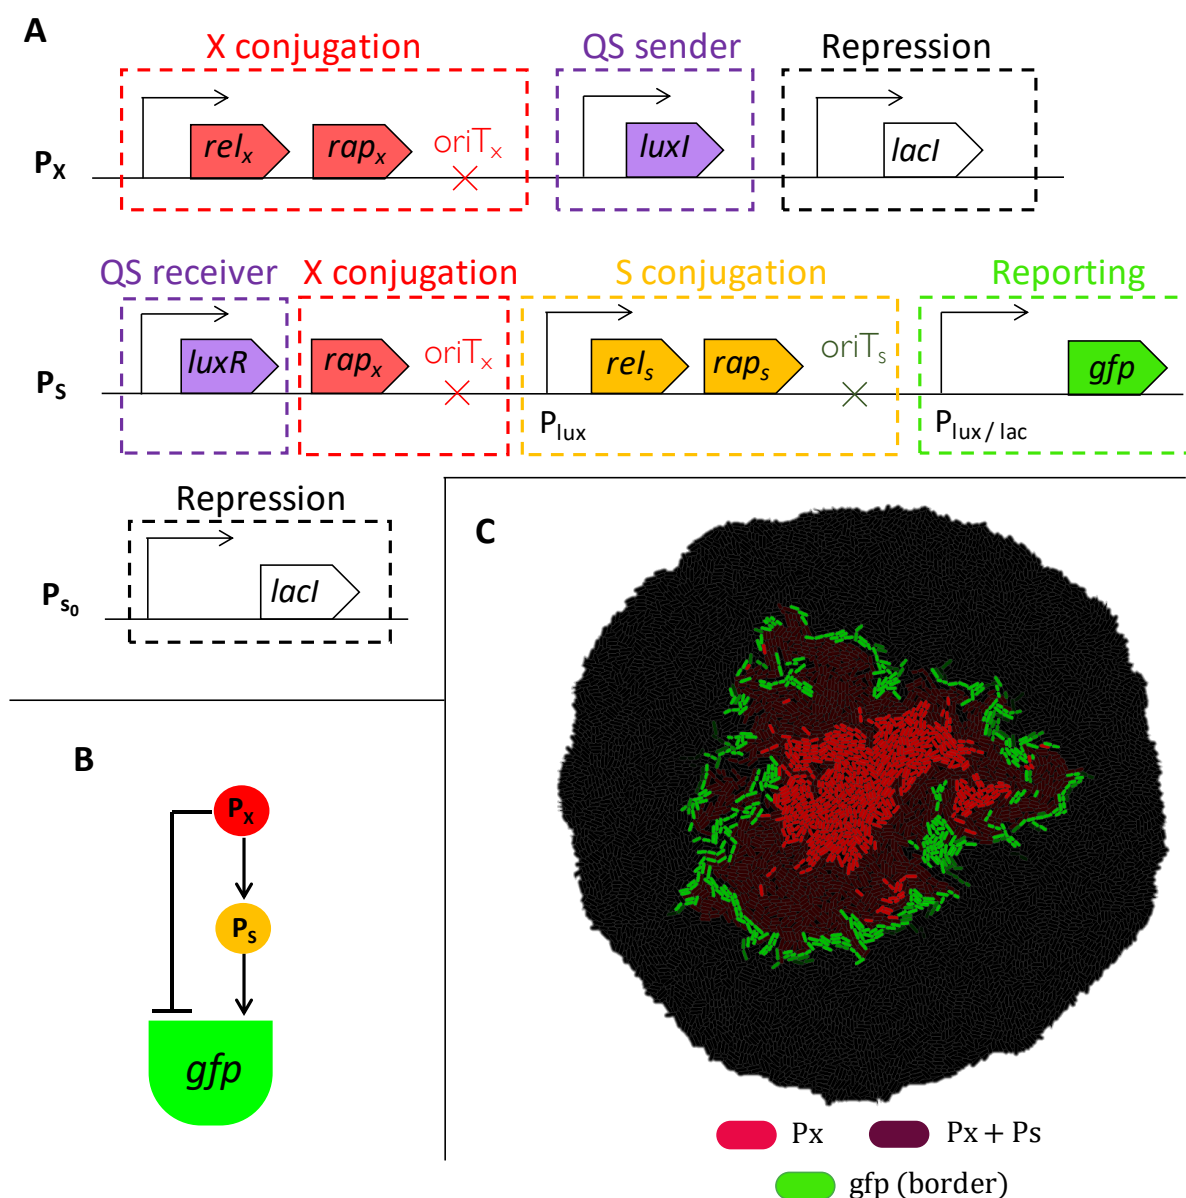 A
X conjugation QS sender Repression
Px relx rapx oriTx luxI lacI
QS receiver X conjugation S conjugation Reporting
Ps luxR rapx oriTx rels raps oriTs gfp
Plux Plux / lac
Repression
Ps0 lacI
B
Px
Ps
gfp
C
Px Px + Ps
gfp (border)